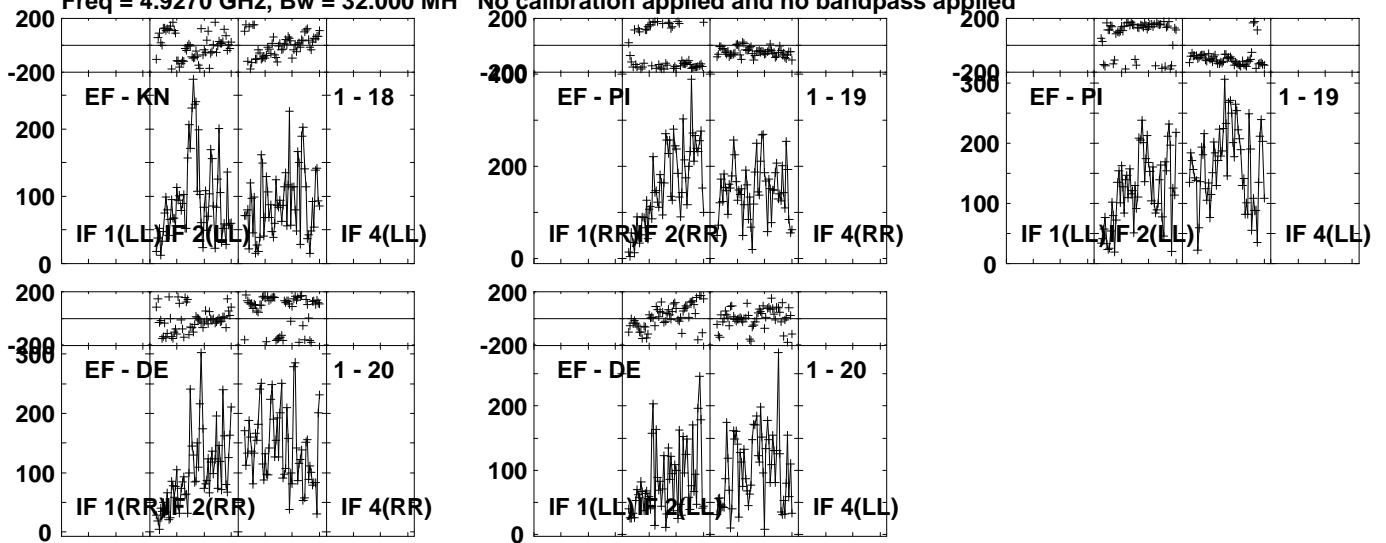 Freq = 4.9270 GHz, Bw = 32.000 MH No calibration applied and no bandpass applied
200
-200
EF - KN
1 - 18
200
100
0
IF 1(LL)
IF 2(LL)
IF 4(LL)
200
-200
400
EF - PI
1 - 19
200
0
IF 1(RR)
IF 2(RR)
IF 4(RR)
200
-200
300
EF - PI
1 - 19
200
100
0
IF 1(LL)
IF 2(LL)
IF 4(LL)
200
-200
300
EF - DE
1 - 20
200
100
0
IF 1(RR)
IF 2(RR)
IF 4(RR)
200
-200
EF - DE
1 - 20
200
100
0
IF 1(LL)
IF 2(LL)
IF 4(LL)